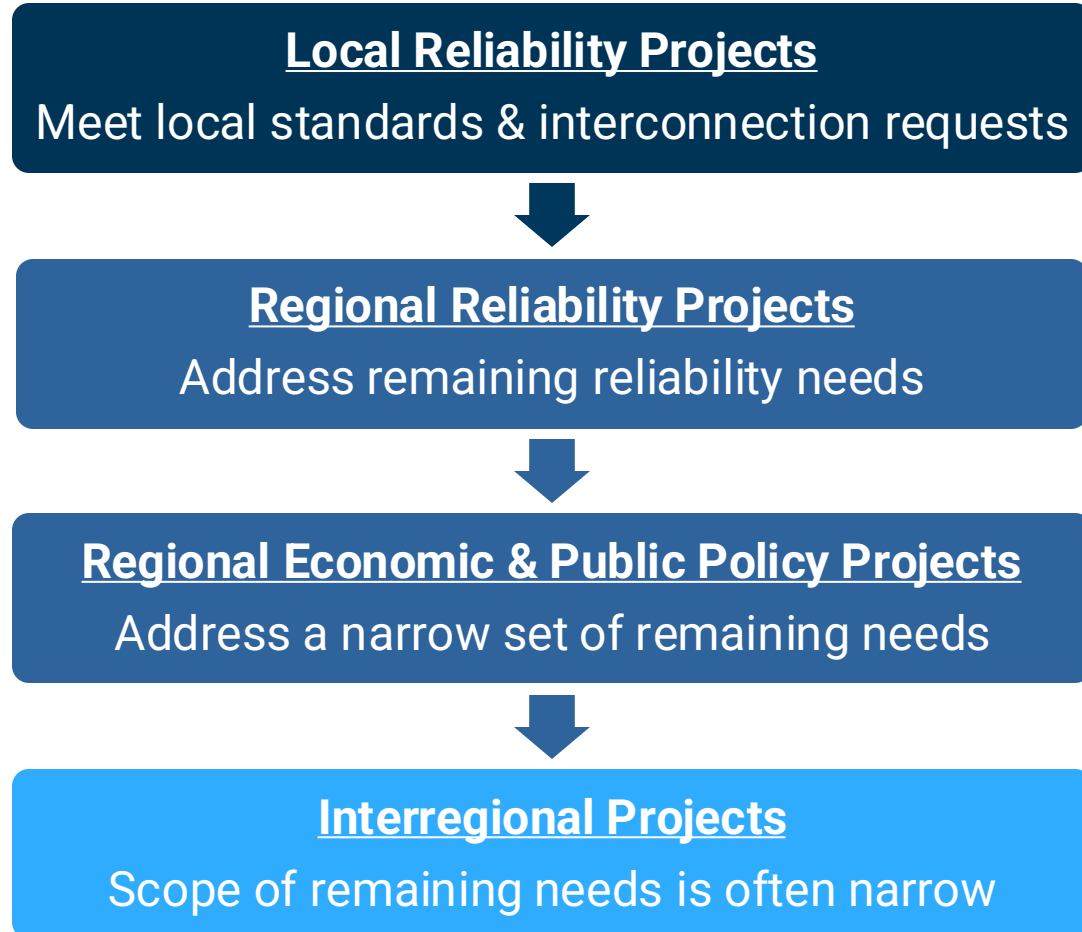 Local Reliability Projects
Meet local standards & interconnection requests
Regional Reliability Projects
Address remaining reliability needs
Regional Economic & Public Policy Projects
Address a narrow set of remaining needs
Interregional Projects
Scope of remaining needs is often narrow